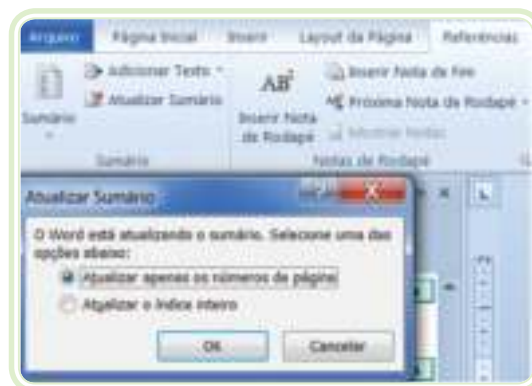 Arquivo Página Inicial Inserir Layout da Página Referências
Sumário
Adicionar Texto
Atualizar Sumário
Sumário
AB¹
Inserir Nota de Rodapé
Inserir Nota de Fim
Próxima Nota de Rodapé
Mostrar Notas
Notas de Rodapé
Atualizar Sumário
O Word está atualizando o sumário. Selecione uma das
opções abaixo:
Atualizar apenas os números de página
Atualizar o índice inteiro
OK Cancelar